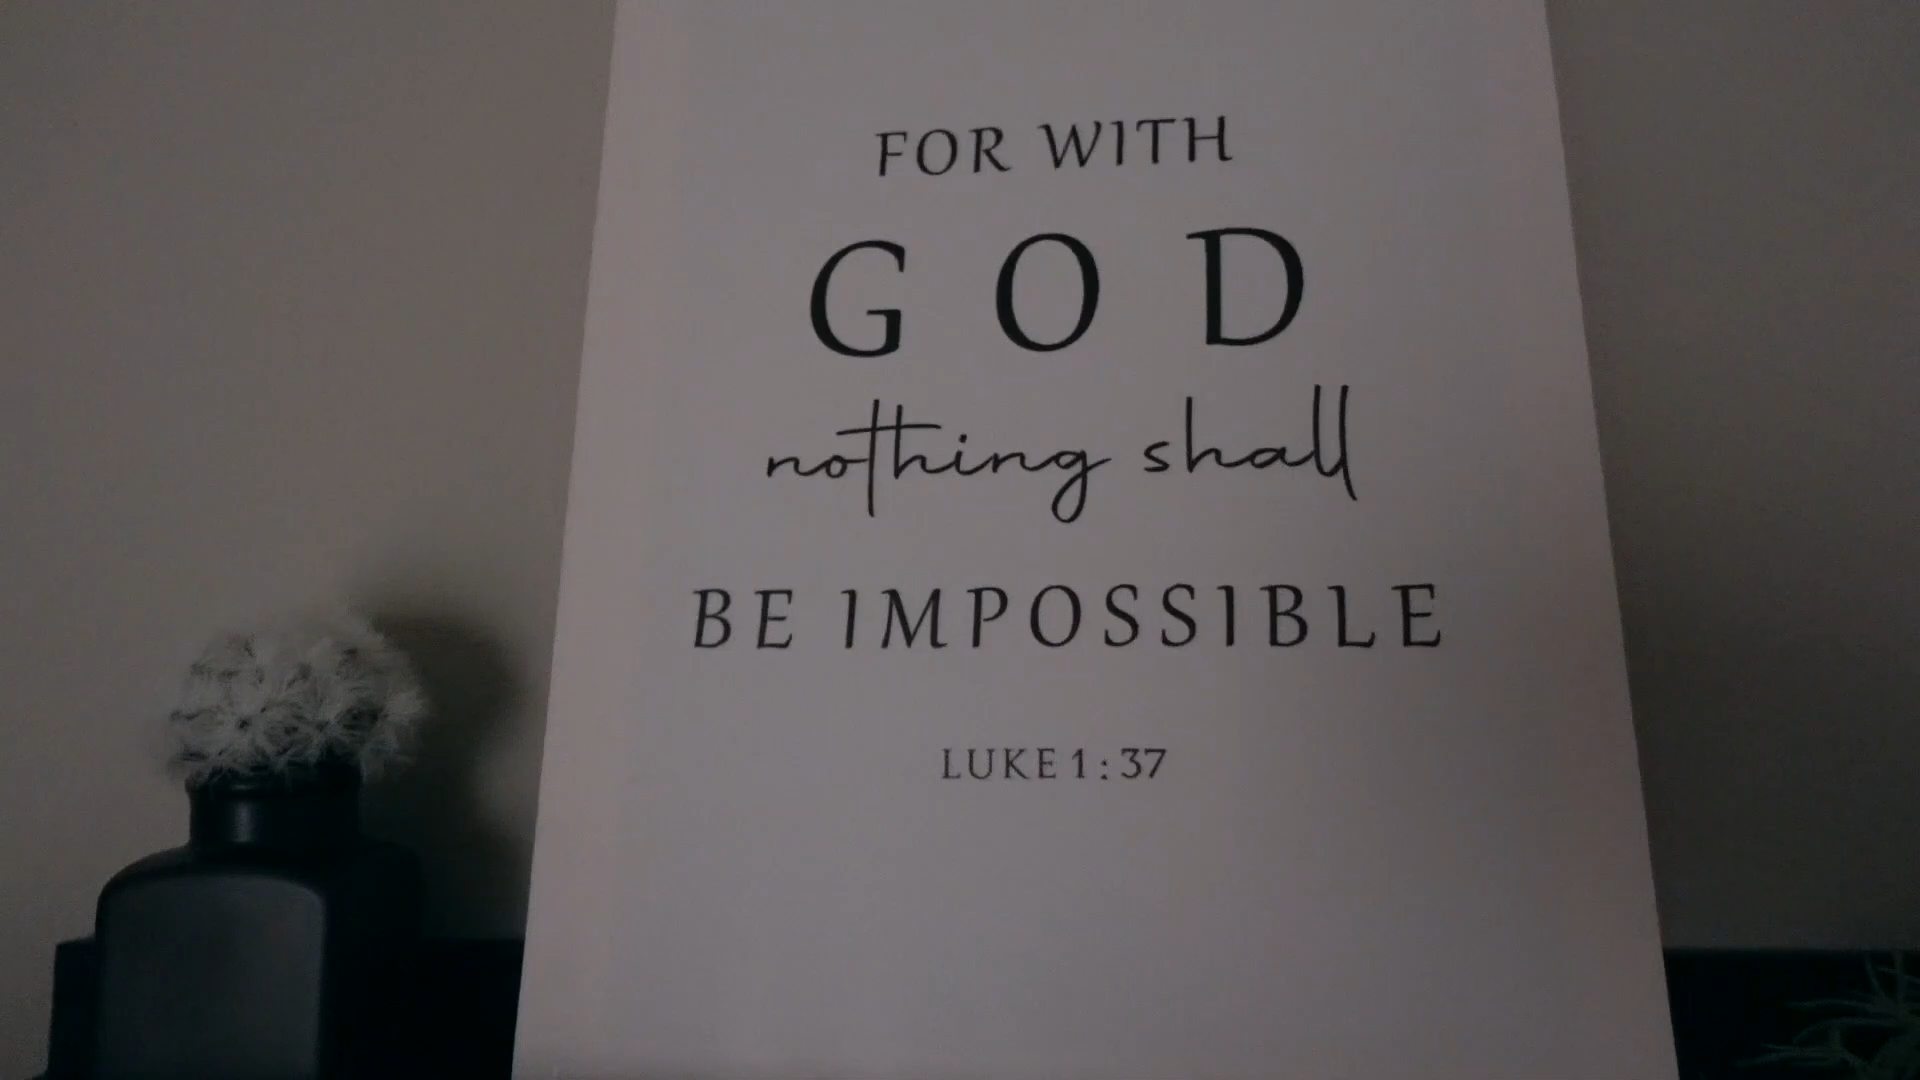 FOR WITH
GOD
nothing shall
BE IMPOSSIBLE
LUKE 1:37